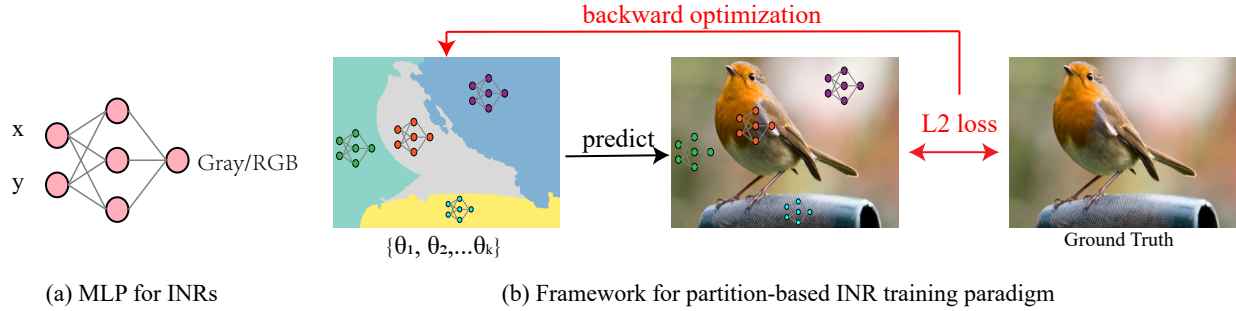 backward optimization
x
y
Gray/RGB
predict
L2 loss
{θ₁, θ₂,...θₖ}
Ground Truth
(a) MLP for INRs
(b) Framework for partition-based INR training paradigm